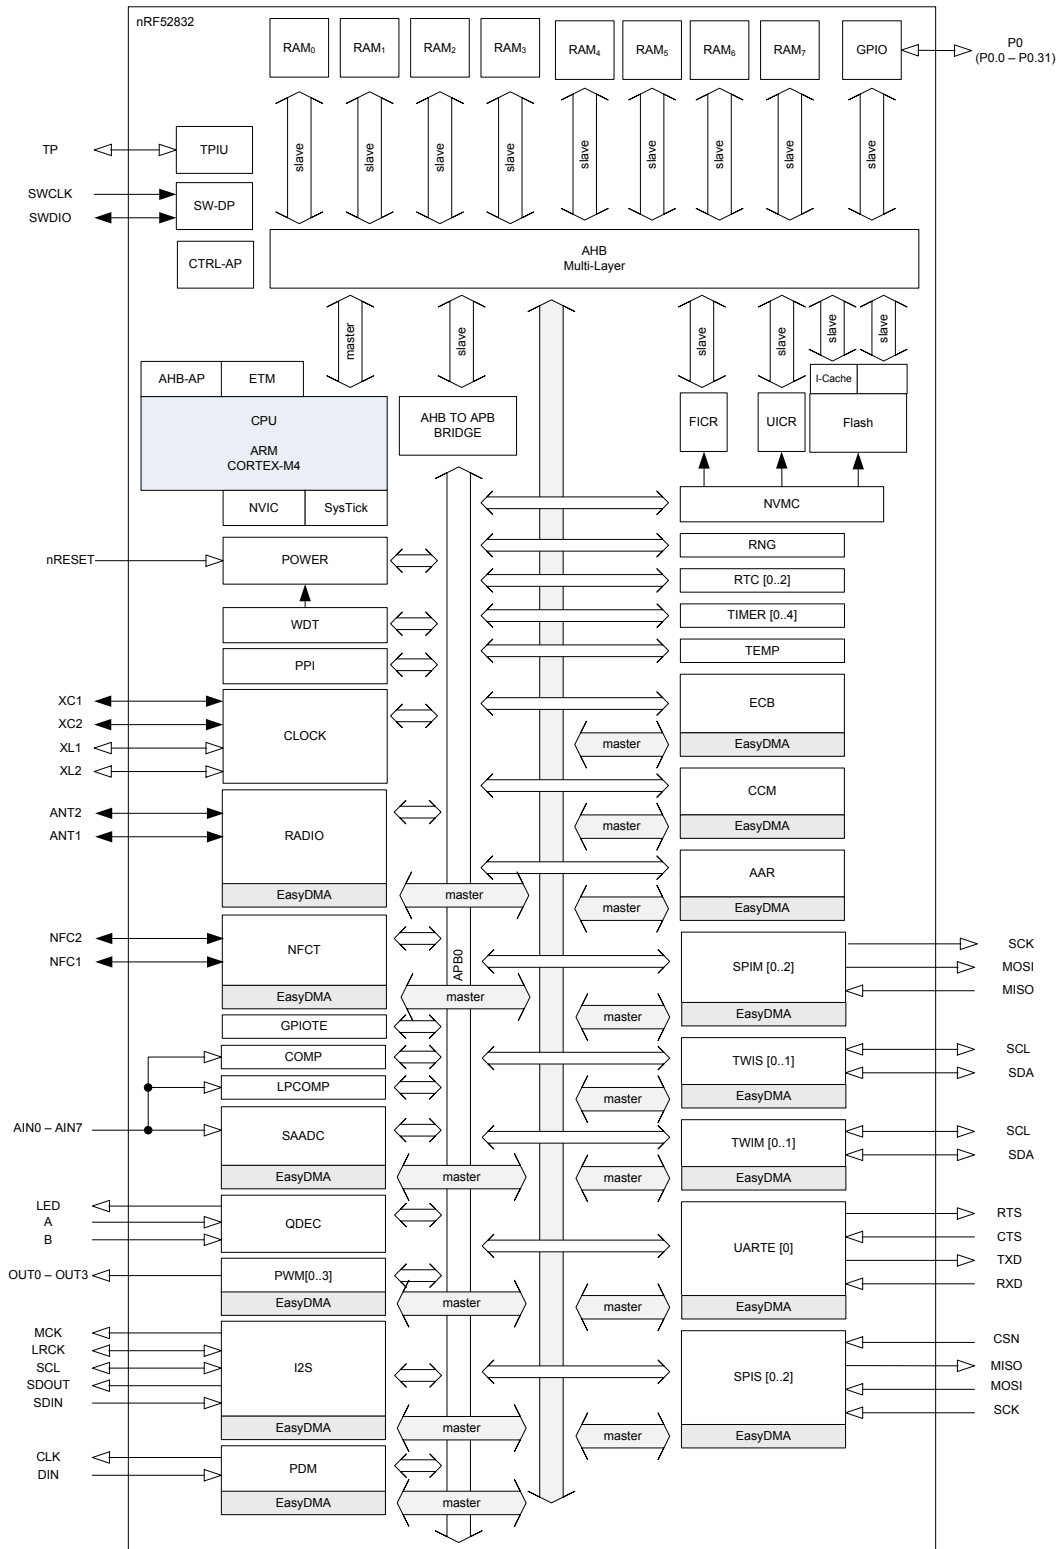 nRF52832
RAM0
RAM1
RAM2
RAM3
RAM4
RAM5
RAM6
RAM7
GPIO
P0
(P0.0 – P0.31)
slave
slave
slave
slave
slave
slave
slave
slave
slave
TP
TPIU
SWCLK
SWDIO
SW-DP
CTRL-AP
AHB
Multi-Layer
master
slave
slave
slave
slave
slave
AHB-AP
ETM
I-Cache
CPU
ARM
CORTEX-M4
AHB TO APB
BRIDGE
FICR
UICR
Flash
NVIC
SysTick
NVMC
nRESET
POWER
RNG
RTC [0..2]
WDT
TIMER [0..4]
PPI
TEMP
XC1
XC2
XL1
XL2
CLOCK
ECB
master
EasyDMA
CCM
master
EasyDMA
ANT2
ANT1
RADIO
EasyDMA
master
AAR
master
EasyDMA
NFC2
NFC1
NFCT
EasyDMA
master
APB0
SPIM [0..2]
master
EasyDMA
SCK
MOSI
MISO
GPIOTE
COMP
LPCOMP
TWIS [0..1]
master
EasyDMA
SCL
SDA
AIN0 – AIN7
SAADC
EasyDMA
master
TWIM [0..1]
master
EasyDMA
SCL
SDA
LED
A
B
QDEC
UARTE [0]
master
EasyDMA
RTS
CTS
TXD
RXD
OUT0 – OUT3
PWM[0..3]
EasyDMA
master
MCK
LRCK
SCL
SDOUT
SDIN
I2S
EasyDMA
master
SPIS [0..2]
master
EasyDMA
CSN
MISO
MOSI
SCK
CLK
DIN
PDM
EasyDMA
master